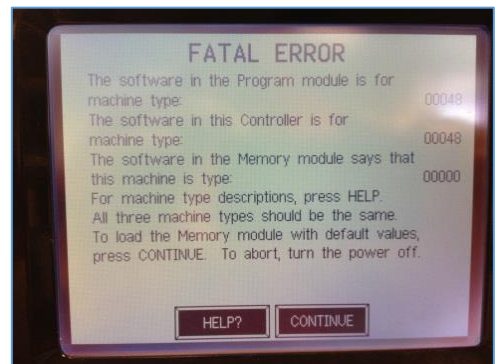 FATAL ERROR
The software in the Program module is for
machine type: 00048
The software in this Controller is for
machine type: 00048
The software in the Memory module says that
this machine is type: 00000
For machine type descriptions, press HELP.
All three machine types should be the same.
To load the Memory module with default values,
press CONTINUE. To abort, turn the power off.
HELP? CONTINUE